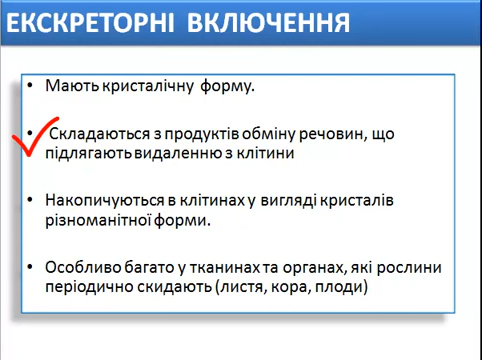 ЕКСКРЕТОРНІ ВКЛЮЧЕННЯ
• Мають кристалічну форму.
• Складаються з продуктів обміну речовин, що
підлягають видаленню з клітини
• Накопичуються в клітинах у вигляді кристалів
різноманітної форми.
• Особливо багато у тканинах та органах, які рослини
періодично скидають (листя, кора, плоди)